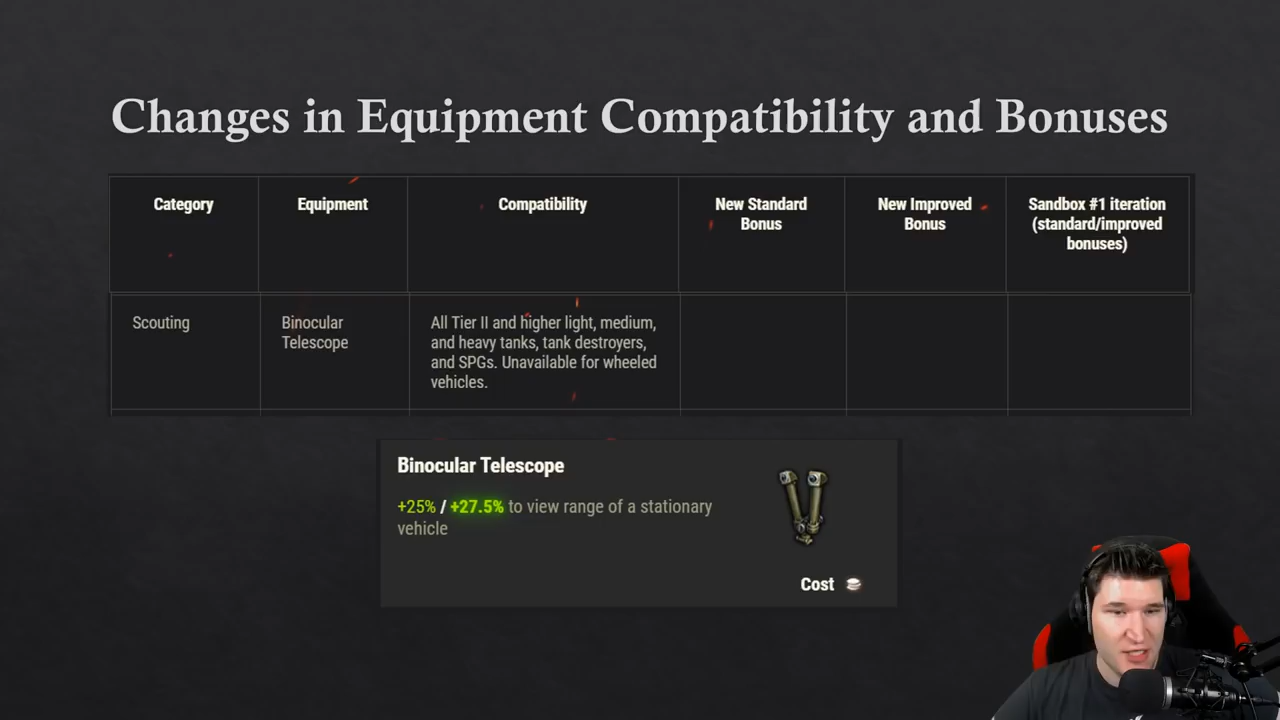 Changes in Equipment Compatibility and Bonuses
Category
Equipment
Compatibility
New Standard
Bonus
New Improved
Bonus
Sandbox #1 iteration
(standard/improved
bonuses)
Scouting
Binocular
Telescope
All Tier II and higher light, medium,
and heavy tanks, tank destroyers,
and SPGs. Unavailable for wheeled
vehicles.
Binocular Telescope
+25% / +27.5% to view range of a stationary
vehicle
Cost